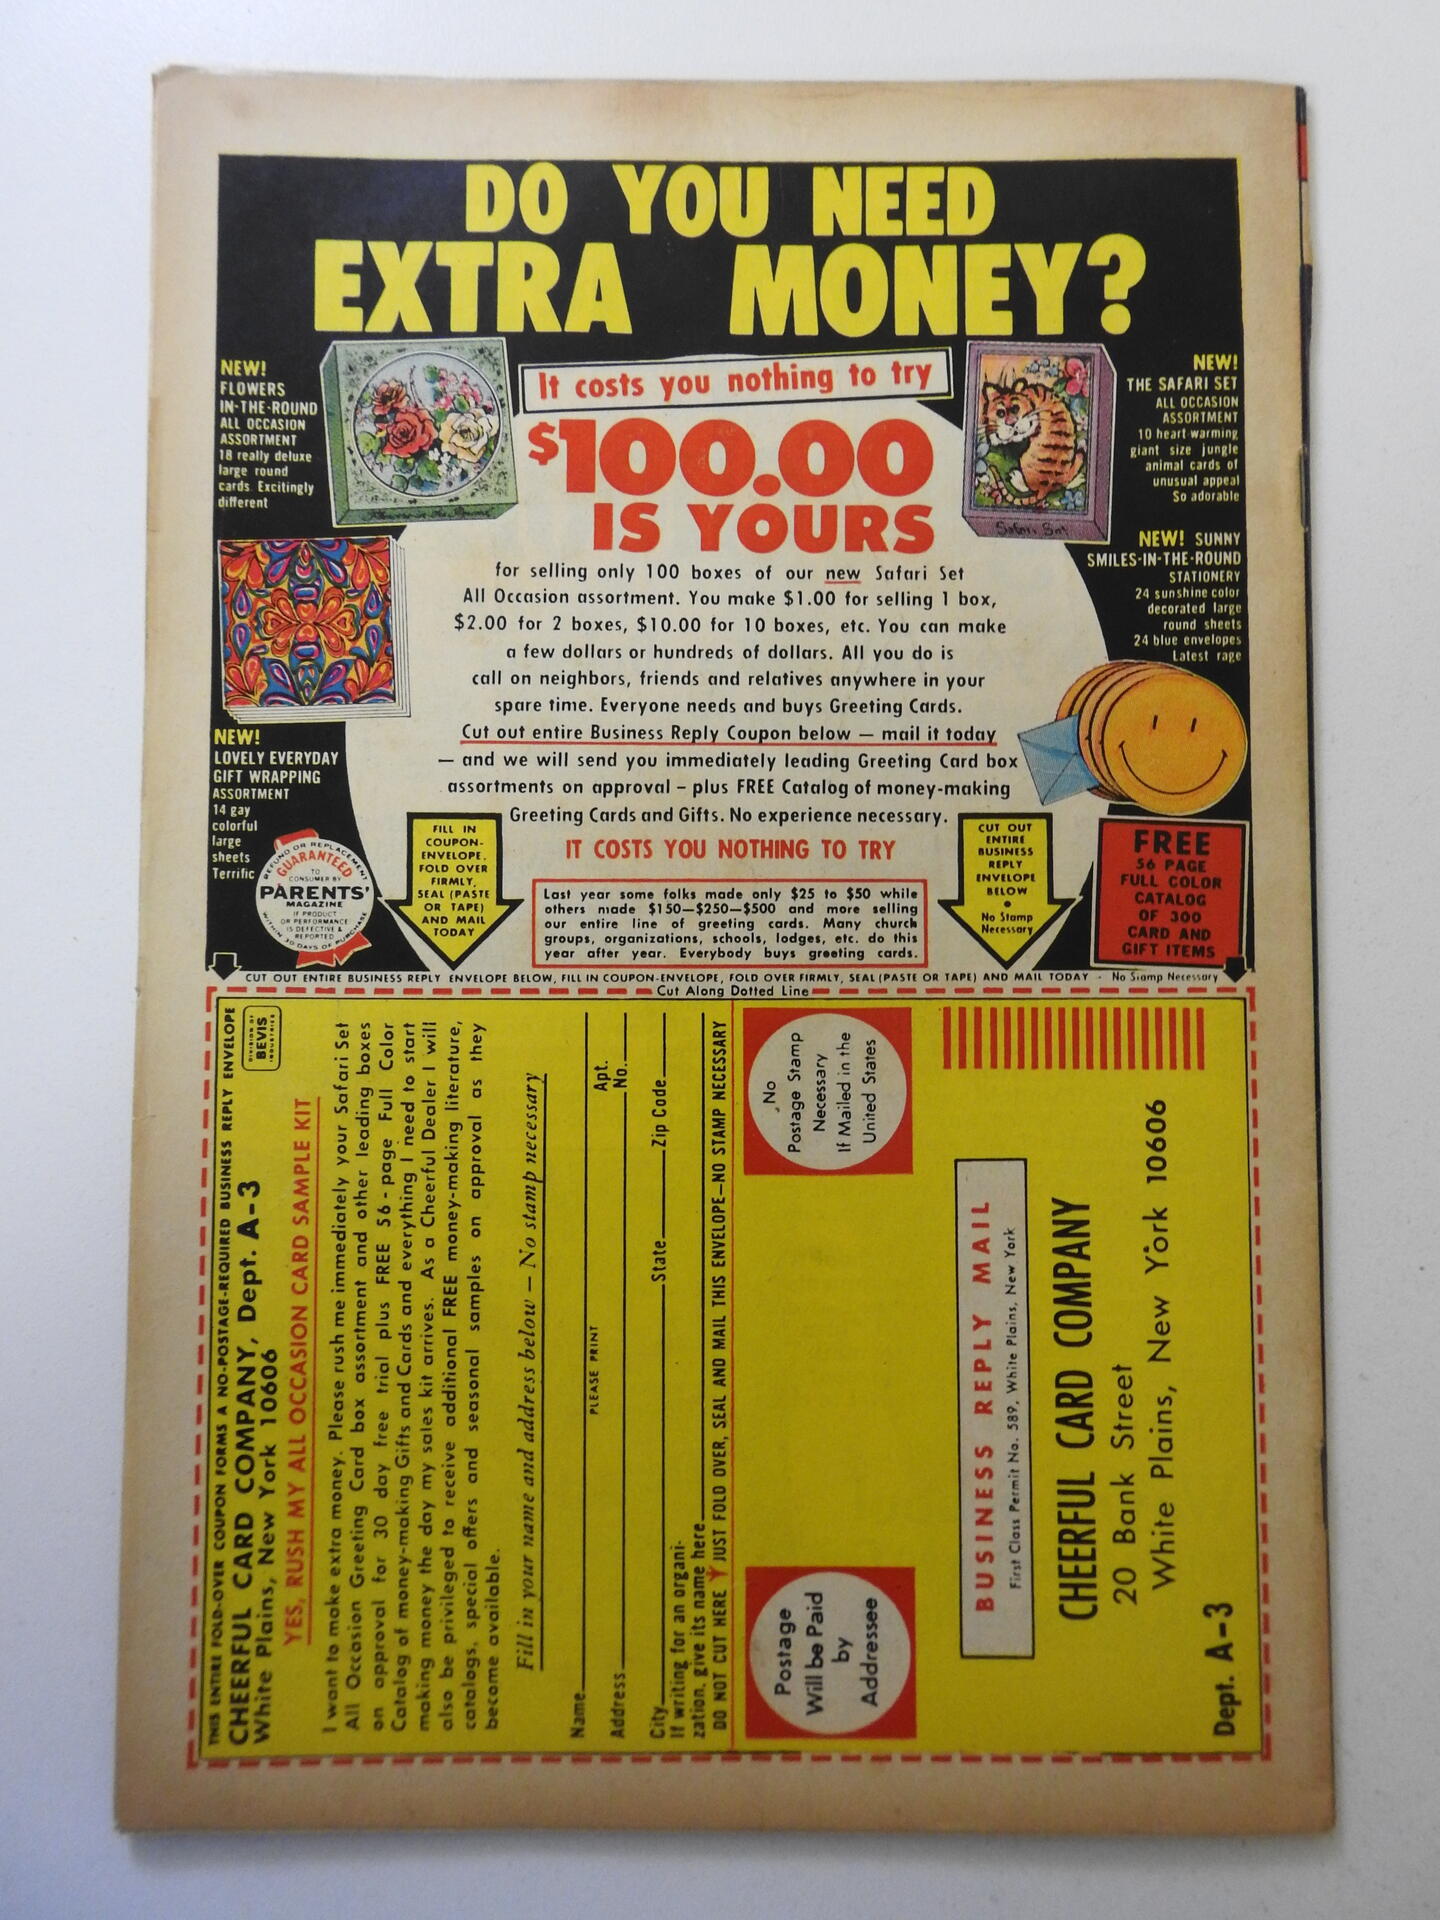 DO YOU NEED
EXTRA MONEY?
NEW!
FLOWERS
IN-THE-ROUND
ALL OCCASION
ASSORTMENT
18 really deluxe
large round
cards. Excitingly
different
It costs you nothing to try
$100.00
IS YOURS
NEW!
THE SAFARI SET
ALL OCCASION
ASSORTMENT
10 heart-warming
giant size jungle
animal cards of
unusual appeal
So adorable
Safari Set
for selling only 100 boxes of our new Safari Set
All Occasion assortment. You make $1.00 for selling 1 box,
$2.00 for 2 boxes, $10.00 for 10 boxes, etc. You can make
a few dollars or hundreds of dollars. All you do is
call on neighbors, friends and relatives anywhere in your
spare time. Everyone needs and buys Greeting Cards.
Cut out entire Business Reply Coupon below — mail it today
— and we will send you immediately leading Greeting Card box
assortments on approval – plus FREE Catalog of money-making
Greeting Cards and Gifts. No experience necessary.
IT COSTS YOU NOTHING TO TRY
NEW! SUNNY
SMILES-IN-THE-ROUND
STATIONERY
24 sunshine color
decorated large
round sheets
24 blue envelopes
Latest rage
NEW!
LOVELY EVERYDAY
GIFT WRAPPING
ASSORTMENT
14 gay
colorful
large
sheets
Terrific
REFUND OR REPLACEMENT
GUARANTEED
TO
CONSUMER BY
PARENTS'
MAGAZINE
IF PRODUCT
OR PERFORMANCE
IS DEFECTIVE &
REPORTED
WITHIN 30 DAYS OF PURCHASE
FILL IN
COUPON-
ENVELOPE,
FOLD OVER
FIRMLY,
SEAL (PASTE
OR TAPE)
AND MAIL
TODAY
Last year some folks made only $25 to $50 while
others made $150—$250—$500 and more selling
our entire line of greeting cards. Many church
groups, organizations, schools, lodges, etc. do this
year after year. Everybody buys greeting cards.
CUT OUT
ENTIRE
BUSINESS
REPLY
ENVELOPE
BELOW
•
No Stamp
Necessary
FREE
56 PAGE
FULL COLOR
CATALOG
OF 300
CARD AND
GIFT ITEMS
CUT OUT ENTIRE BUSINESS REPLY ENVELOPE BELOW, FILL IN COUPON-ENVELOPE, FOLD OVER FIRMLY, SEAL (PASTE OR TAPE) AND MAIL TODAY - No Stamp Necessary
Cut Along Dotted Line
THIS ENTIRE FOLD-OVER COUPON FORMS A NO-POSTAGE-REQUIRED BUSINESS REPLY ENVELOPE
CHEERFUL CARD COMPANY, Dept. A-3
White Plains, New York 10606
DIVISION OF
BEVIS
INDUSTRIES
YES, RUSH MY ALL OCCASION CARD SAMPLE KIT
I want to make extra money. Please rush me immediately your Safari Set
All Occasion Greeting Card box assortment and other leading boxes
on approval for 30 day free trial plus FREE 56-page Full Color
Catalog of money-making Gifts and Cards and everything I need to start
making money the day my sales kit arrives. As a Cheerful Dealer I will
also be privileged to receive additional FREE money-making literature,
catalogs, special offers and seasonal samples on approval as they
become available.
Fill in your name and address below — No stamp necessary
Name
PLEASE PRINT
Address Apt. No.
City State Zip Code
If writing for an organi-
zation, give its name here
DO NOT CUT HERE JUST FOLD OVER, SEAL AND MAIL THIS ENVELOPE—NO STAMP NECESSARY
No
Postage Stamp
Necessary
If Mailed in the
United States
Postage
Will be Paid
by
Addressee
BUSINESS REPLY MAIL
First Class Permit No. 589, White Plains, New York
CHEERFUL CARD COMPANY
20 Bank Street
White Plains, New York 10606
Dept. A-3